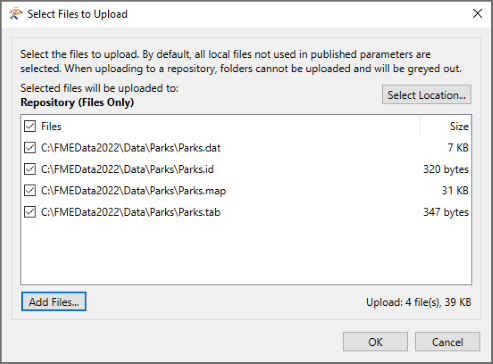 Select Files to Upload
Select the files to upload. By default, all local files not used in published parameters are
selected. When uploading to a repository, folders cannot be uploaded and will be greyed out.
Selected files will be uploaded to:
Repository (Files Only)
Select Location...
Files Size
C:\FMEData2022\Data\Parks\Parks.dat 7 KB
C:\FMEData2022\Data\Parks\Parks.id 320 bytes
C:\FMEData2022\Data\Parks\Parks.map 31 KB
C:\FMEData2022\Data\Parks\Parks.tab 347 bytes
Add Files... Upload: 4 file(s), 39 KB
OK Cancel